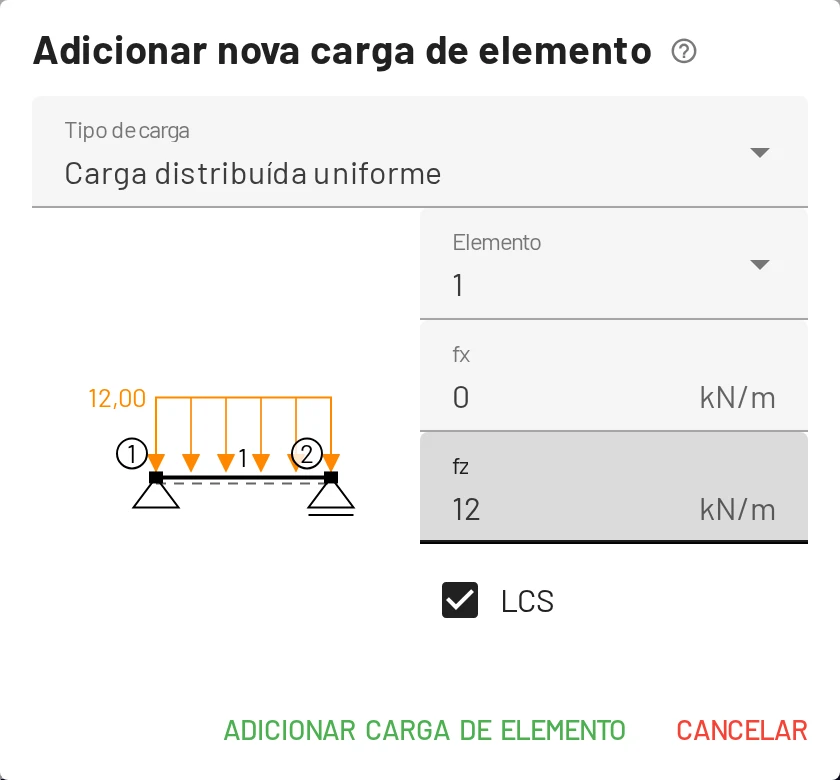 Adicionar nova carga de elemento ?
Tipo de carga
Carga distribuída uniforme
Elemento
1
fx
0 kN/m
12,00
1 1 2
fz
12 kN/m
LCS
ADICIONAR CARGA DE ELEMENTO CANCELAR